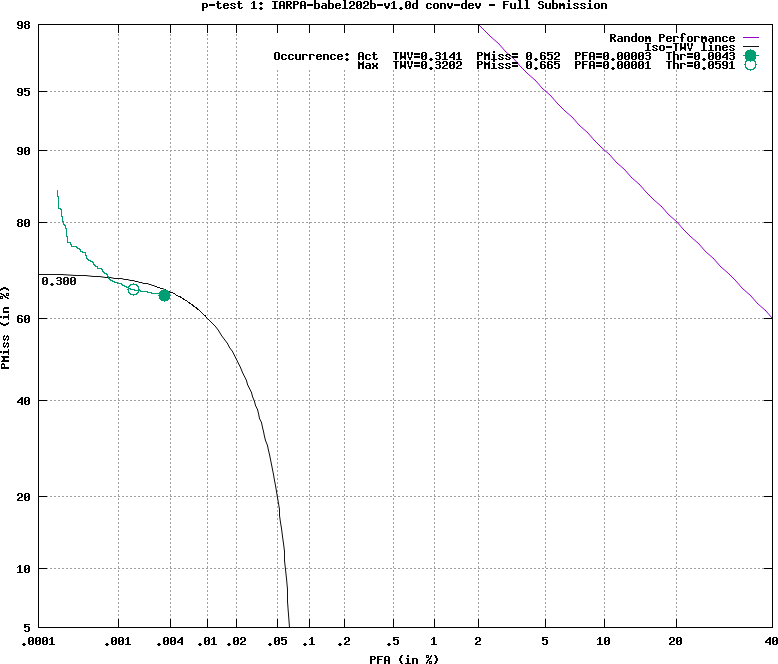 p-test 1: IARPA-babel202b-v1.0d conv-dev - Full Submission
98
Random Performance
Iso-TWV lines
Occurrence: Act TWV=0.3141 PMiss= 0.652 PFA=0.00003 Thr=0.0043
Max TWV=0.3202 PMiss= 0.665 PFA=0.00001 Thr=0.0591
95
90
80
0.300
60
PMiss (in %)
40
20
10
5
.0001 .001 .004 .01 .02 .05 .1 .2 .5 1 2 5 10 20 40
PFA (in %)